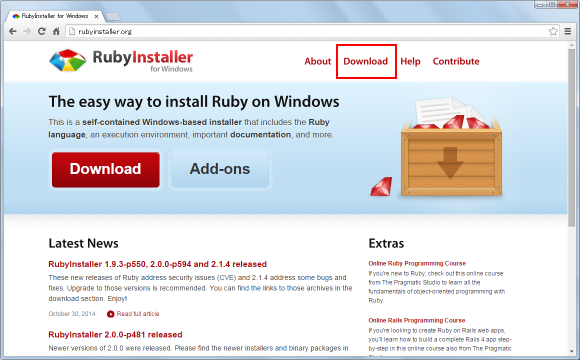 RubyInstaller for Windows
rubyinstaller.org
RubyInstaller
for Windows
About Download Help Contribute
The easy way to install Ruby on Windows
This is a self-contained Windows-based installer that includes the Ruby
language, an execution environment, important documentation, and more.
Download Add-ons
Latest News
RubyInstaller 1.9.3-p550, 2.0.0-p594 and 2.1.4 released
These new releases of Ruby address security issues (CVE) and 2.1.4 address some bugs and
fixes. Upgrade to those versions is recommended. You can find the links to those archives in the
download section. Enjoy!
October 30, 2014 Read full article
RubyInstaller 2.0.0-p481 released
Newer versions of 2.0.0 were released. Please find the newer installers and binary packages in
Extras
Online Ruby Programming Course
If you're new to Ruby, check out this online course
from The Pragmatic Studio to learn all the
fundamentals of object-oriented programming with
Ruby.
Online Rails Programming Course
If you're looking to create Ruby on Rails web apps,
you'll learn how to build a complete Rails 4 app step-
by-step in this online course also from The Pragmatic